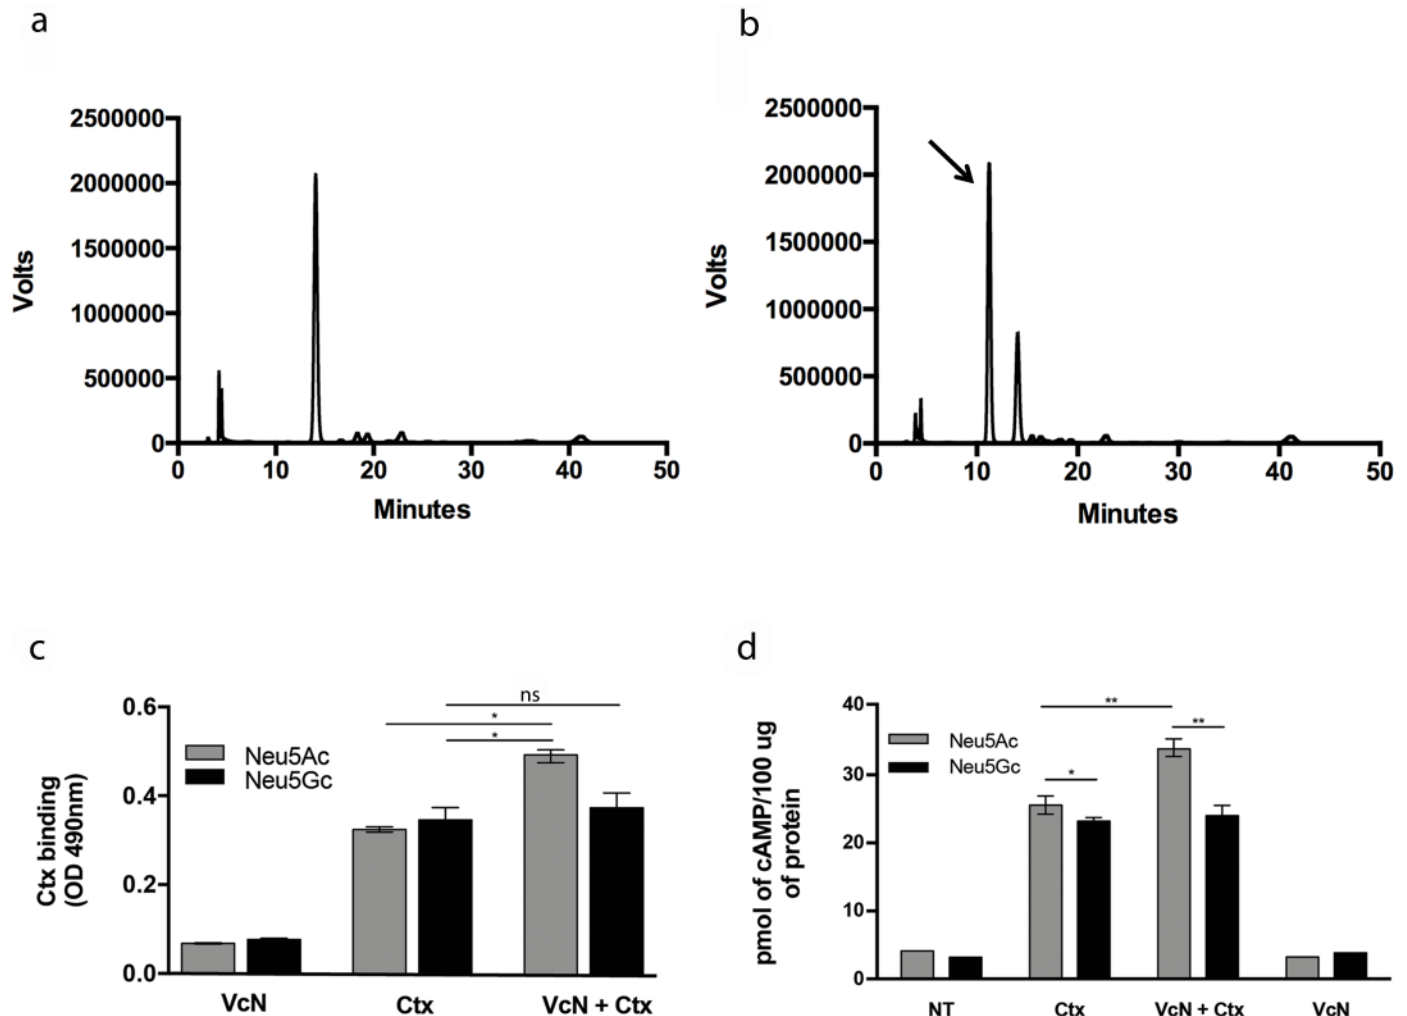 a
b
2500000
2000000
1500000
1000000
500000
0
Volts
0 10 20 30 40 50
Minutes
2500000
2000000
1500000
1000000
500000
0
Volts
0 10 20 30 40 50
Minutes
c
d
0.6
0.4
0.2
0.0
Ctx binding
(OD 490nm)
Neu5Ac
Neu5Gc
ns
*
*
VcN Ctx VcN + Ctx
40
30
20
10
0
pmol of cAMP/100 ug
of protein
Neu5Ac
Neu5Gc
**
**
*
NT Ctx VcN + Ctx VcN